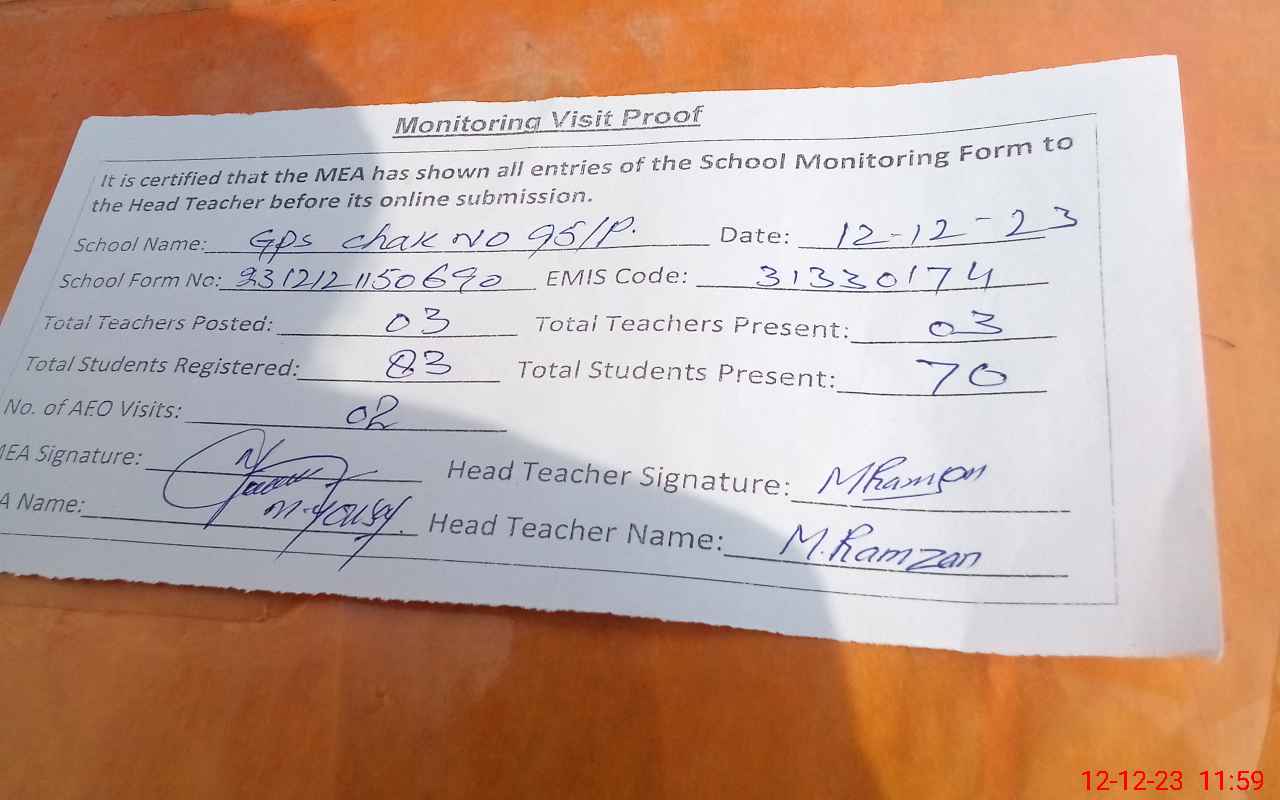 Monitoring Visit Proof
It is certified that the MEA has shown all entries of the School Monitoring Form to
the Head Teacher before its online submission.
School Name: GPS chak NO 95/P. Date: 12-12-23
School Form No: 2312121150690 EMIS Code: 31330174
Total Teachers Posted: 03 Total Teachers Present: 03
Total Students Registered: 83 Total Students Present: 70
No. of AEO Visits: 02
MEA Signature: Head Teacher Signature: MRamzan
A Name: M.Yousaf. Head Teacher Name: M.Ramzan
12-12-23 11:59